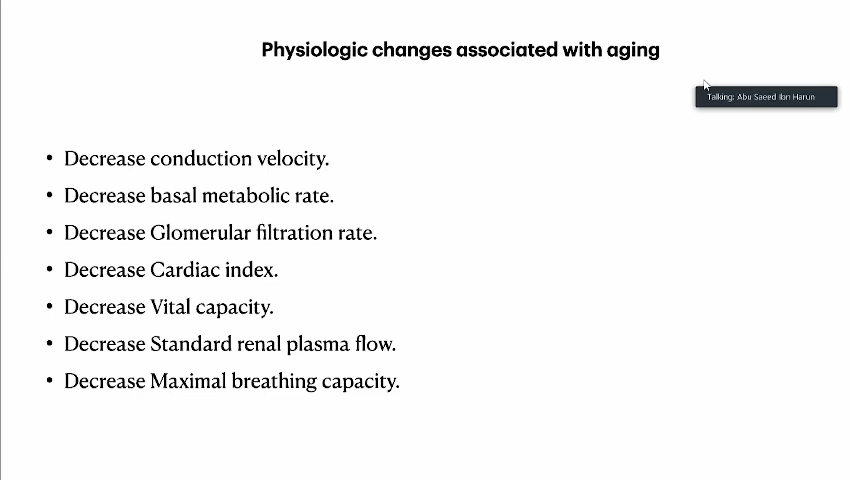 Physiologic changes associated with aging
Talking: Abu Saeed Ibn Harun
• Decrease conduction velocity.
• Decrease basal metabolic rate.
• Decrease Glomerular filtration rate.
• Decrease Cardiac index.
• Decrease Vital capacity.
• Decrease Standard renal plasma flow.
• Decrease Maximal breathing capacity.